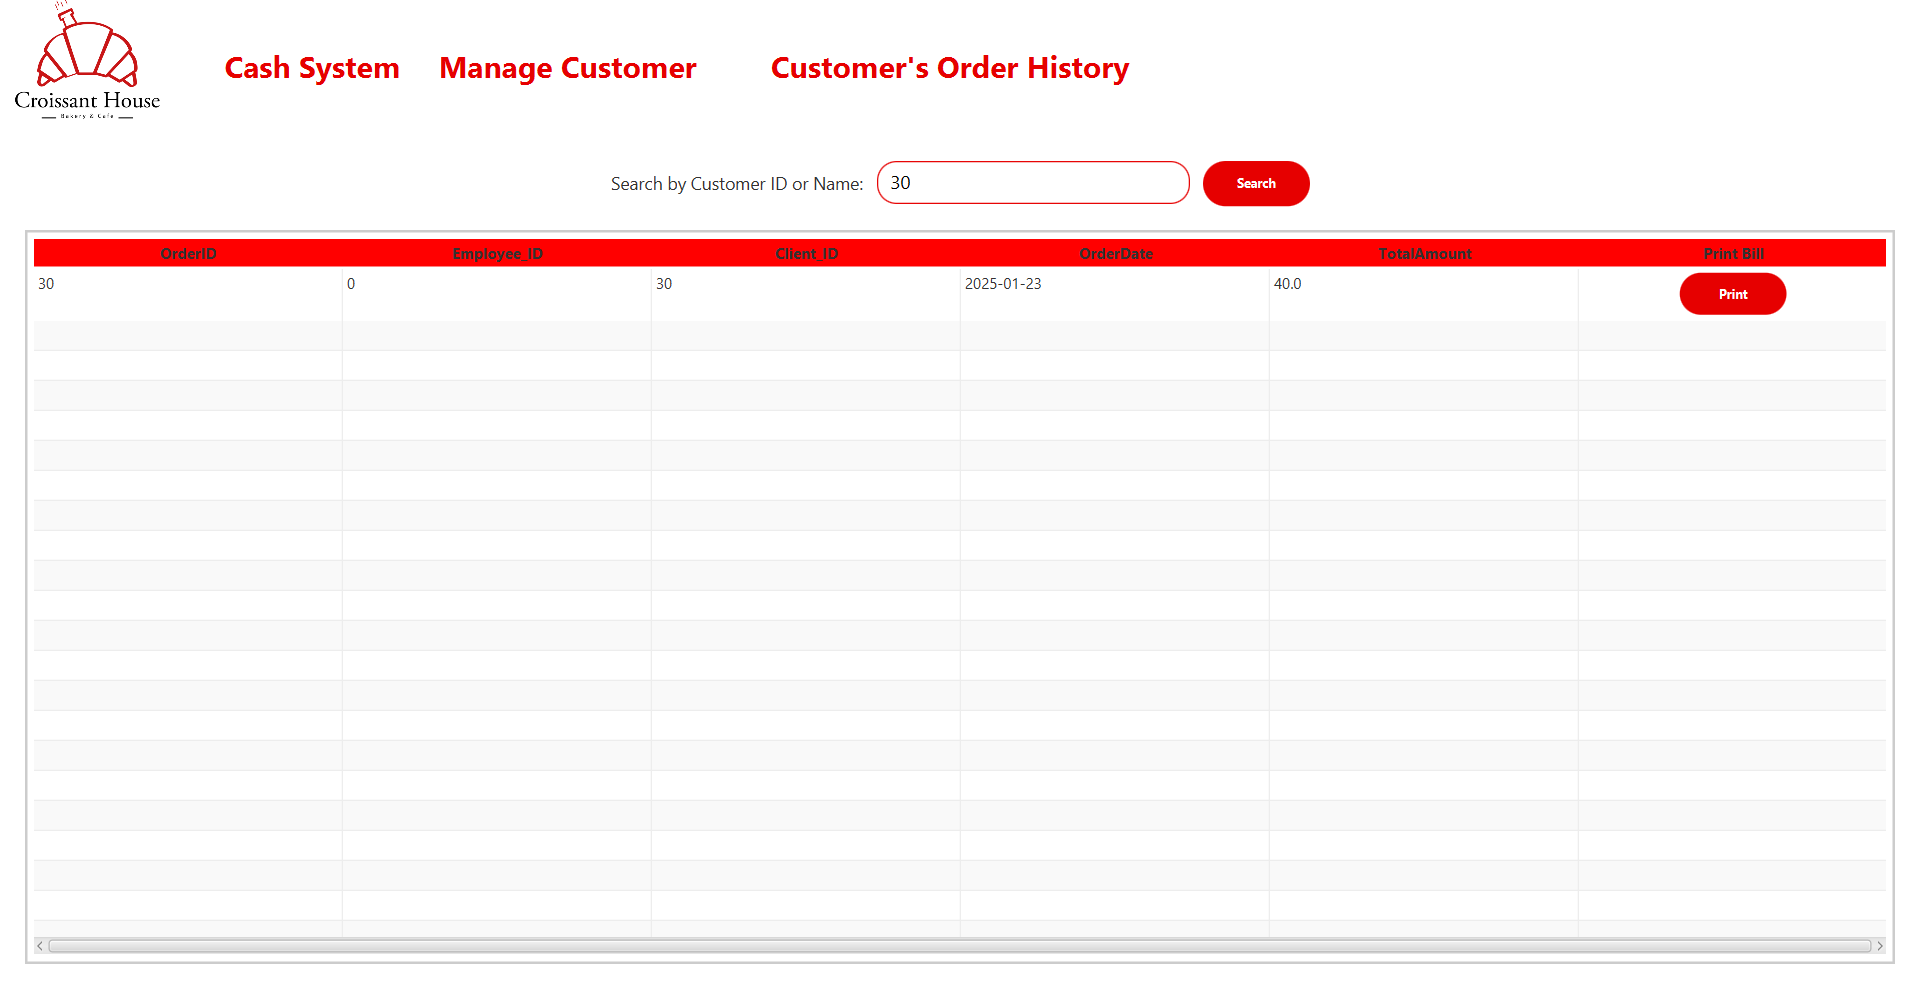 Croissant House
Bakery & Cafe
Cash System Manage Customer Customer's Order History
Search by Customer ID or Name: 30 Search
OrderID Employee_ID Client_ID OrderDate TotalAmount Print Bill
30 0 30 2025-01-23 40.0 Print